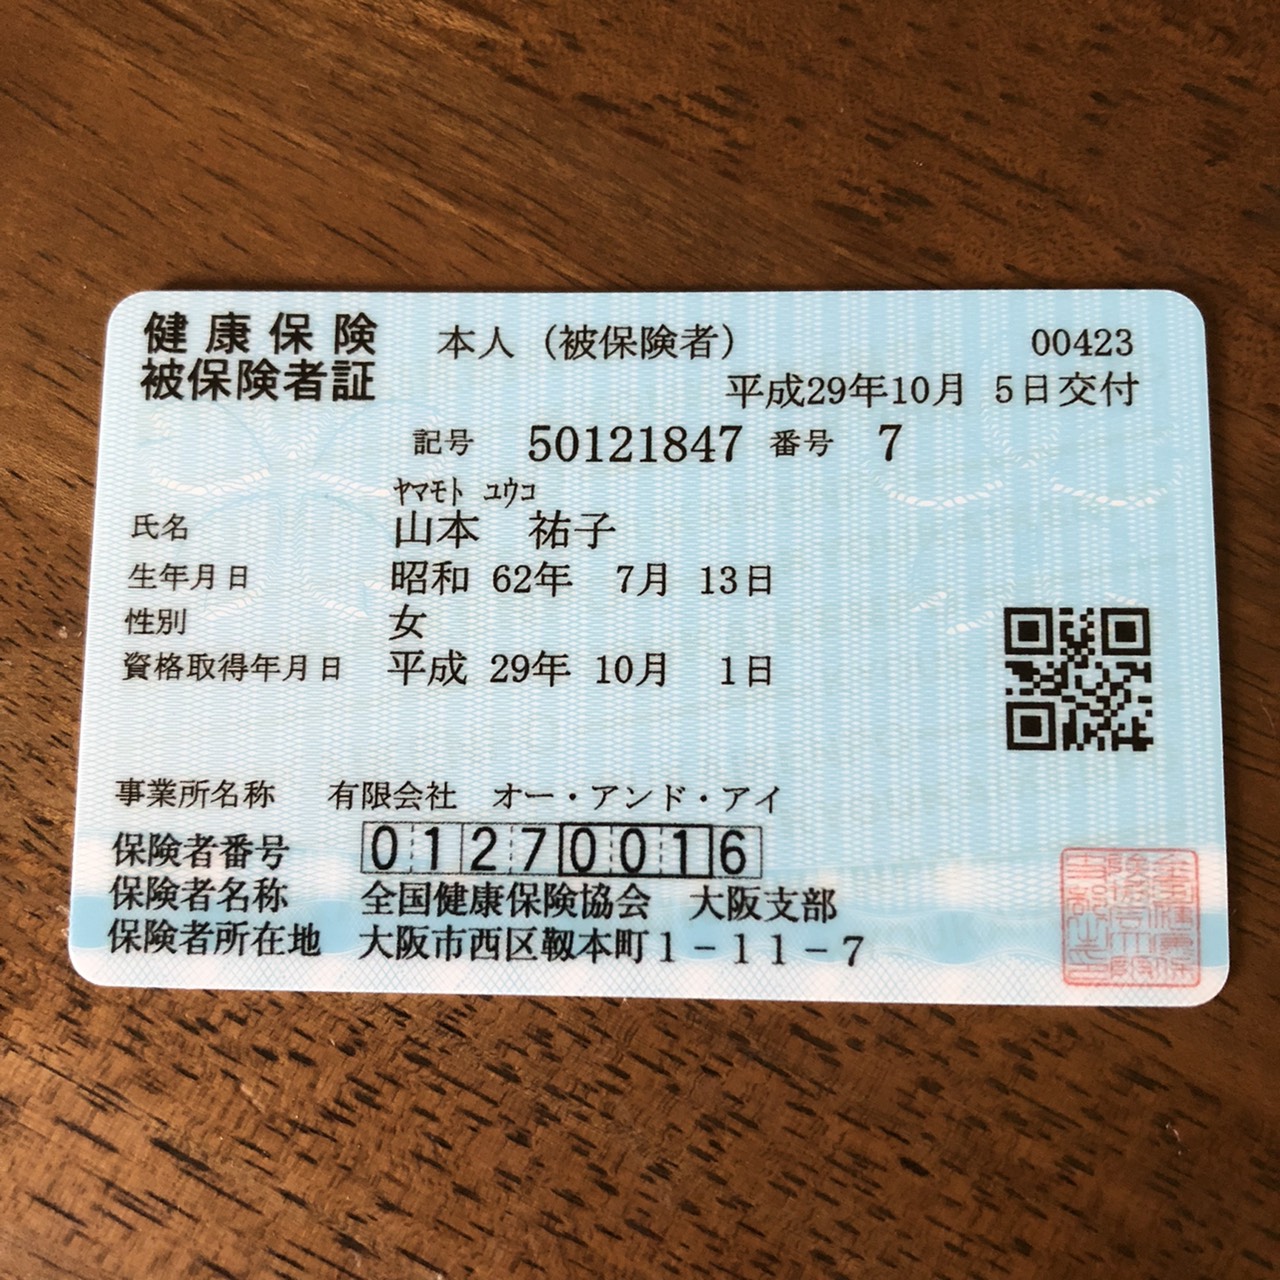 健康保険
被保険者証
本人（被保険者） 00423
平成29年10月 5日交付
記号 50121847 番号 7
ﾔﾏﾓﾄ ﾕｳｺ
氏名 山本 祐子
生年月日 昭和 62年 7月 13日
性別 女
資格取得年月日 平成 29年 10月 1日
事業所名称 有限会社 オー・アンド・アイ
保険者番号 01270016
保険者名称 全国健康保険協会 大阪支部
保険者所在地 大阪市西区靱本町1－11－7